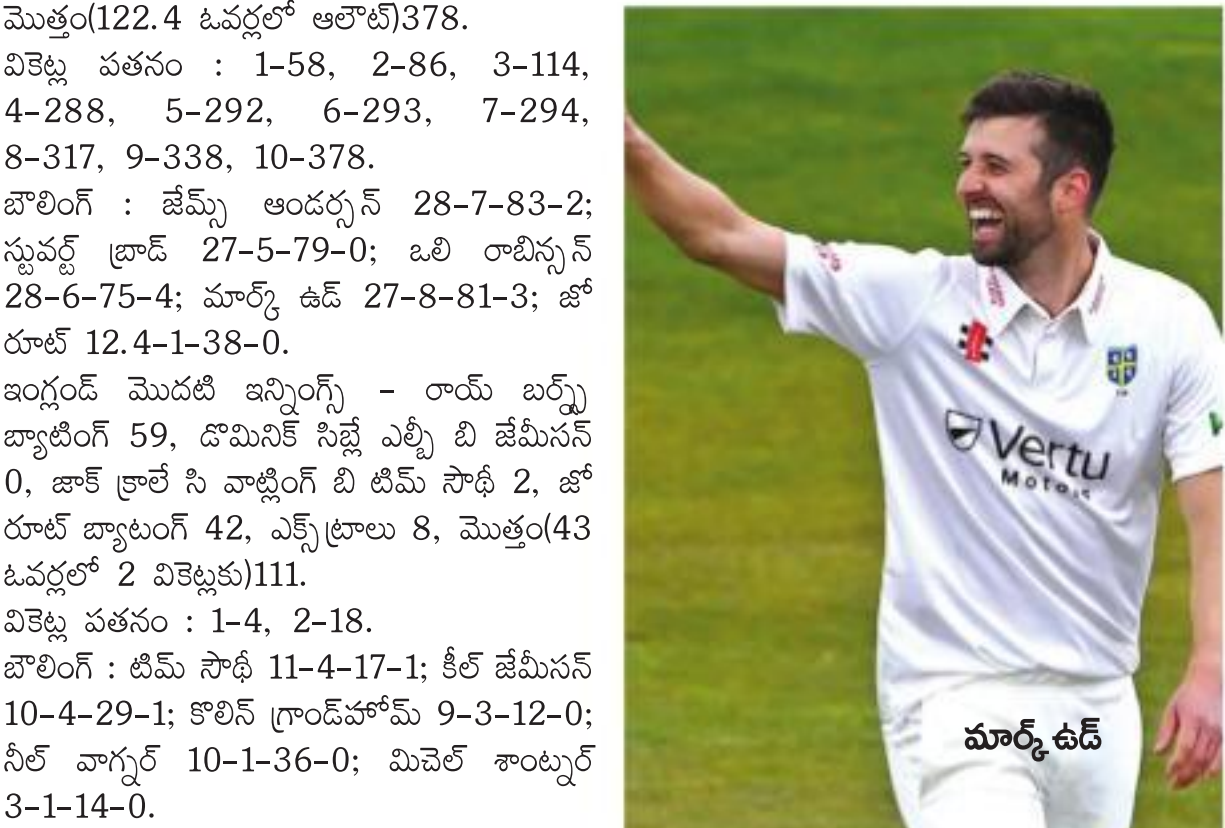 మొత్తం(122.4 ఓవర్లలో ఆలౌట్)378.
వికెట్ల పతనం : 1-58, 2-86, 3-114,
4-288, 5-292, 6-293, 7-294,
8-317, 9-338, 10-378.
బౌలింగ్ : జేమ్స్ ఆండర్సన్ 28-7-83-2;
స్టువర్ట్ బ్రాడ్ 27-5-79-0; ఒలి రాబిన్సన్
28-6-75-4; మార్క్ ఉడ్ 27-8-81-3; జో
రూట్ 12.4-1-38-0.
ఇంగ్లండ్ మొదటి ఇన్నింగ్స్ - రాయ్ బర్న్స్
బ్యాటింగ్ 59, డొమినిక్ సిబ్లే ఎల్బీ బి జేమీసన్
0, జాక్ క్రాలే సి వాట్లింగ్ బి టిమ్ సౌథీ 2, జో
రూట్ బ్యాటంగ్ 42, ఎక్స్‌ట్రాలు 8, మొత్తం(43
ఓవర్లలో 2 వికెట్లకు)111.
వికెట్ల పతనం : 1-4, 2-18.
బౌలింగ్ : టిమ్ సౌథీ 11-4-17-1; కీల్ జేమీసన్
10-4-29-1; కొలిన్ గ్రాండ్‌హోమ్ 9-3-12-0;
నీల్ వాగ్నర్ 10-1-36-0; మిచెల్ శాంట్నర్
3-1-14-0.
Vertu
Motors
మార్క్ ఉడ్